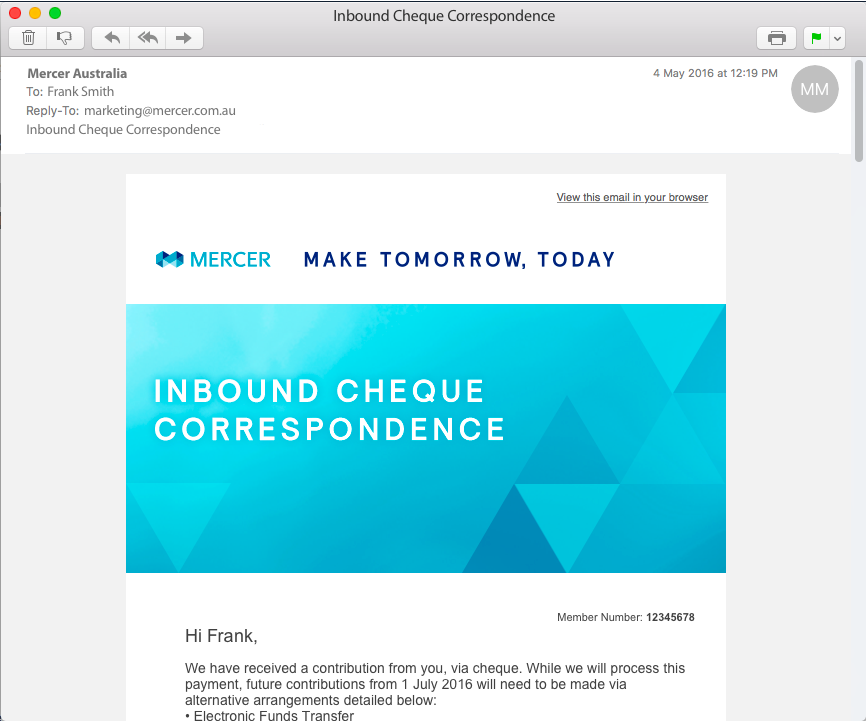 Inbound Cheque Correspondence
Mercer Australia
4 May 2016 at 12:19 PM
MM
To: Frank Smith
Reply-To: marketing@mercer.com.au
Inbound Cheque Correspondence
View this email in your browser
MERCER MAKE TOMORROW, TODAY
INBOUND CHEQUE
CORRESPONDENCE
Member Number: 12345678
Hi Frank,
We have received a contribution from you, via cheque. While we will process this
payment, future contributions from 1 July 2016 will need to be made via
alternative arrangements detailed below:
• Electronic Funds Transfer